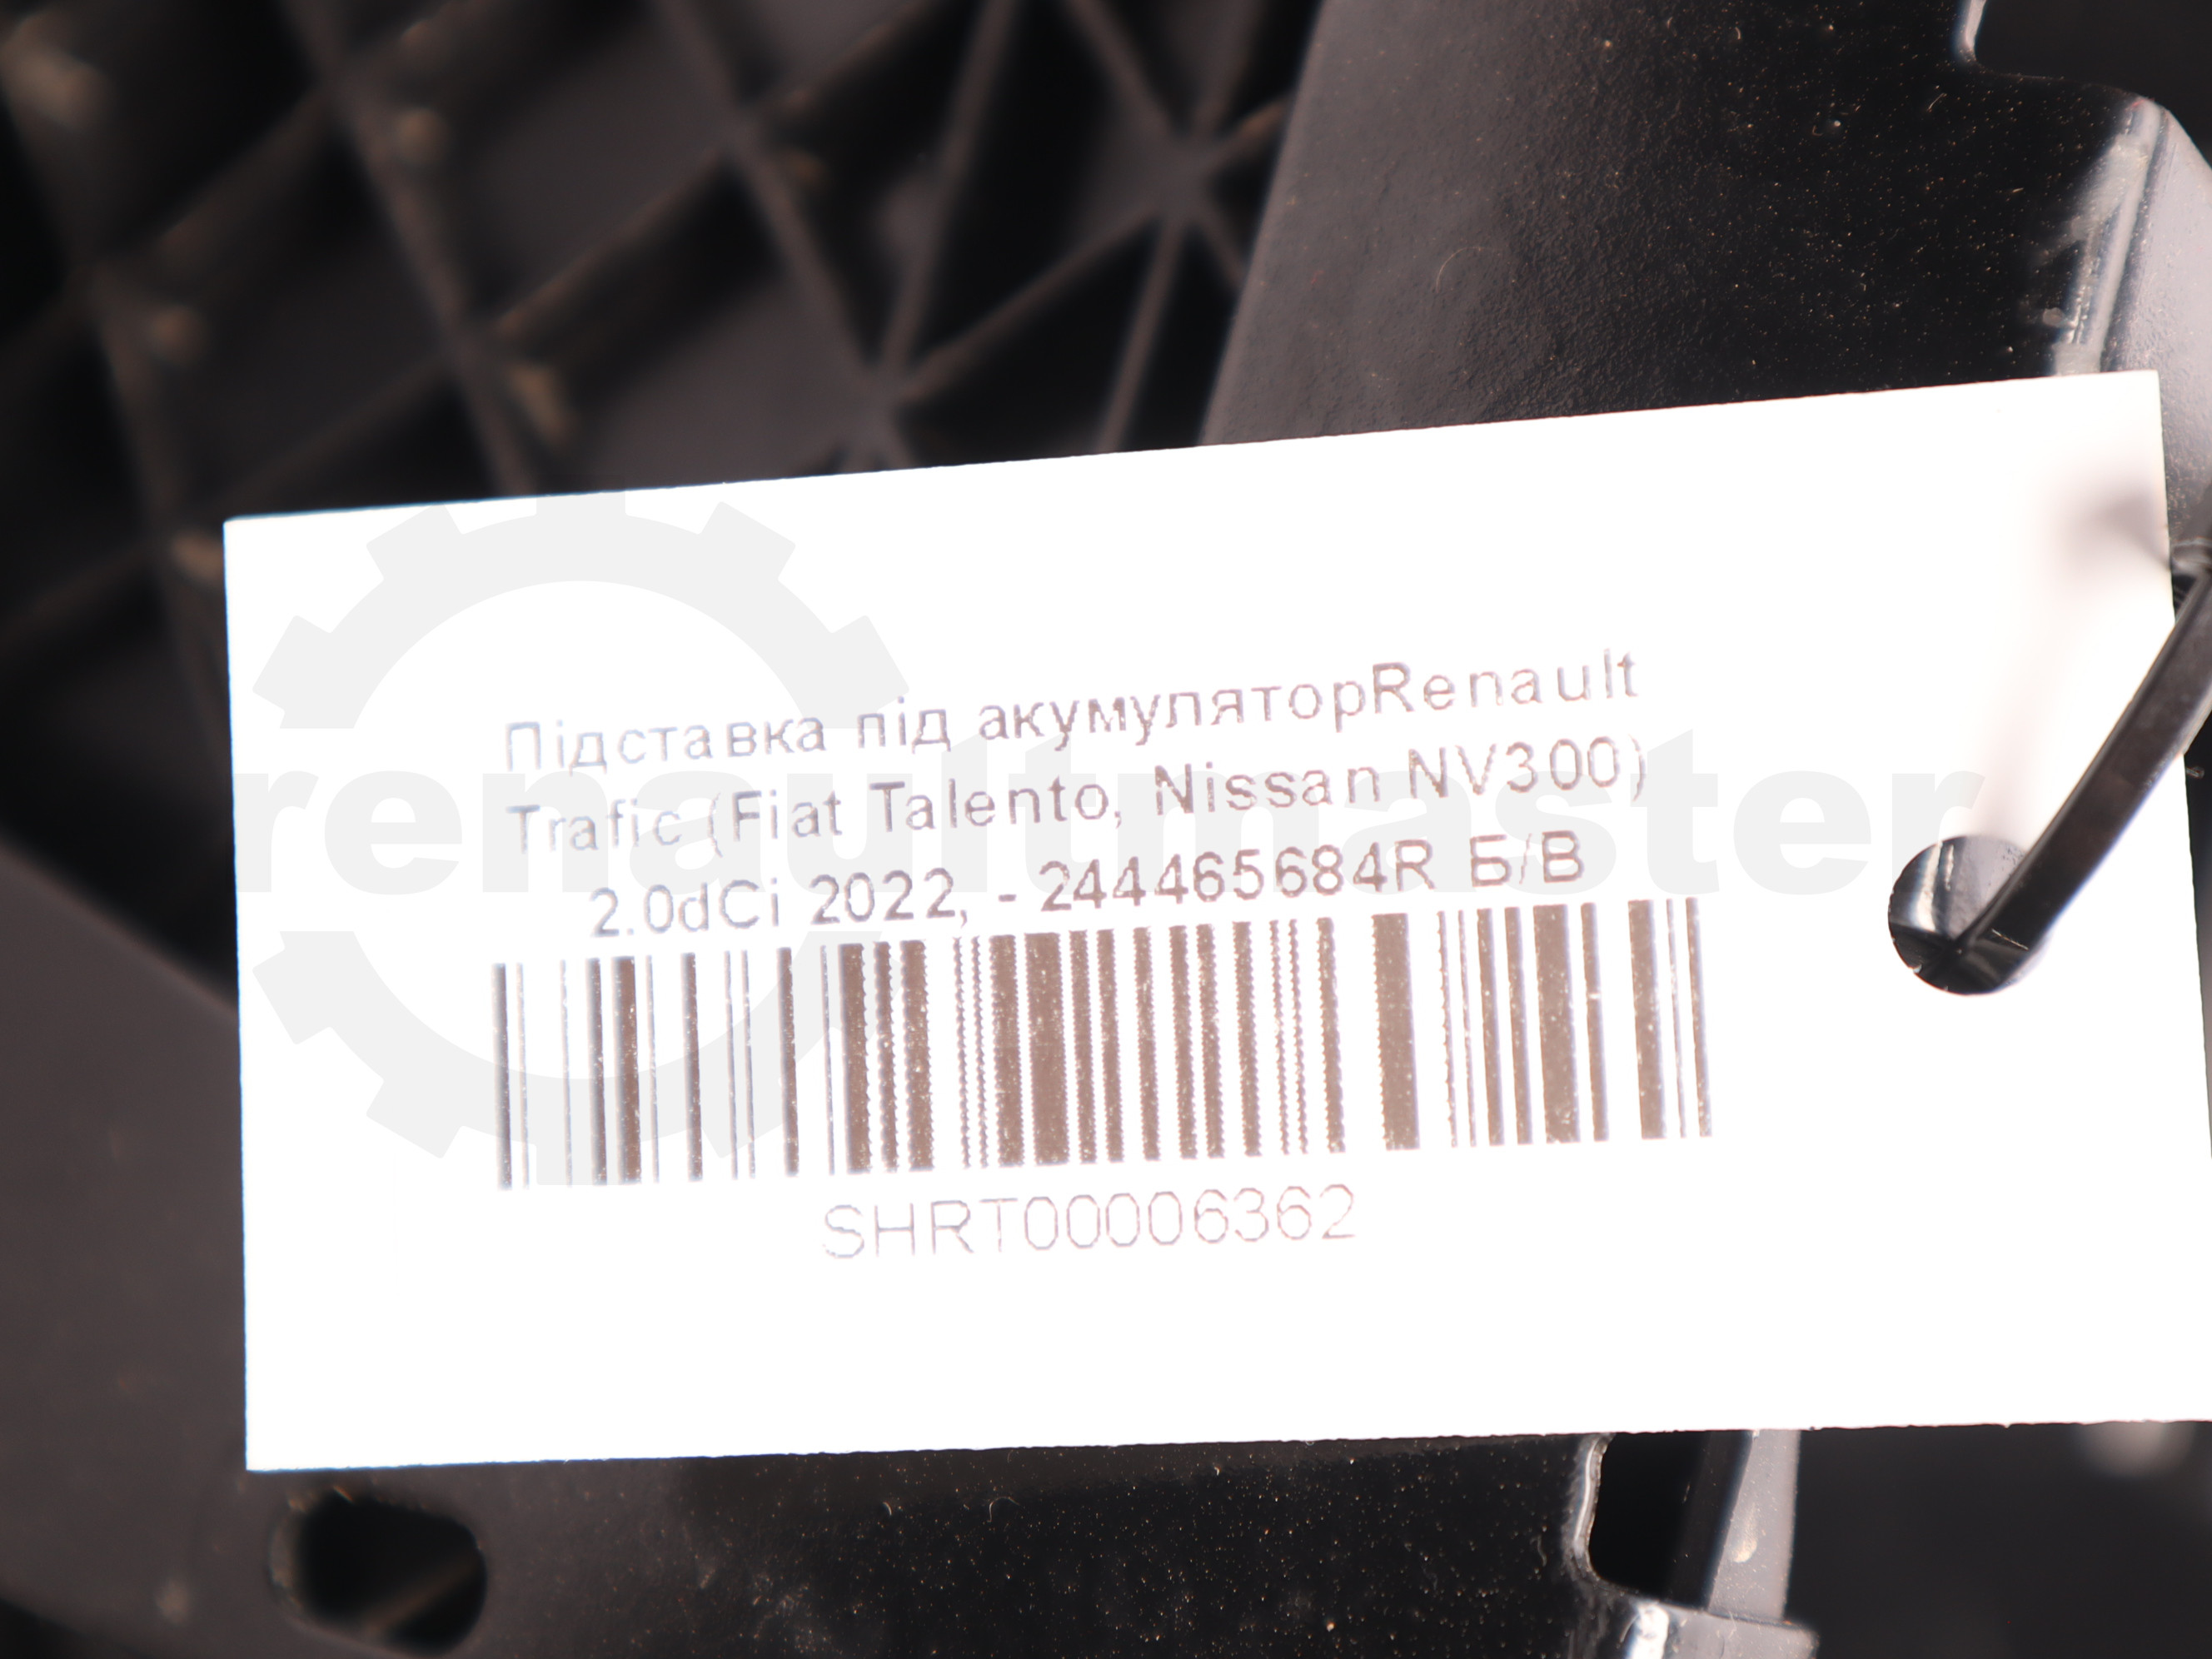 Підставка під акумуляторRenault
Trafic (Fiat Talento, Nissan NV300)
2.0dCi 2022, - 244465684R Б/В
SHRT00006362
renaultmaster